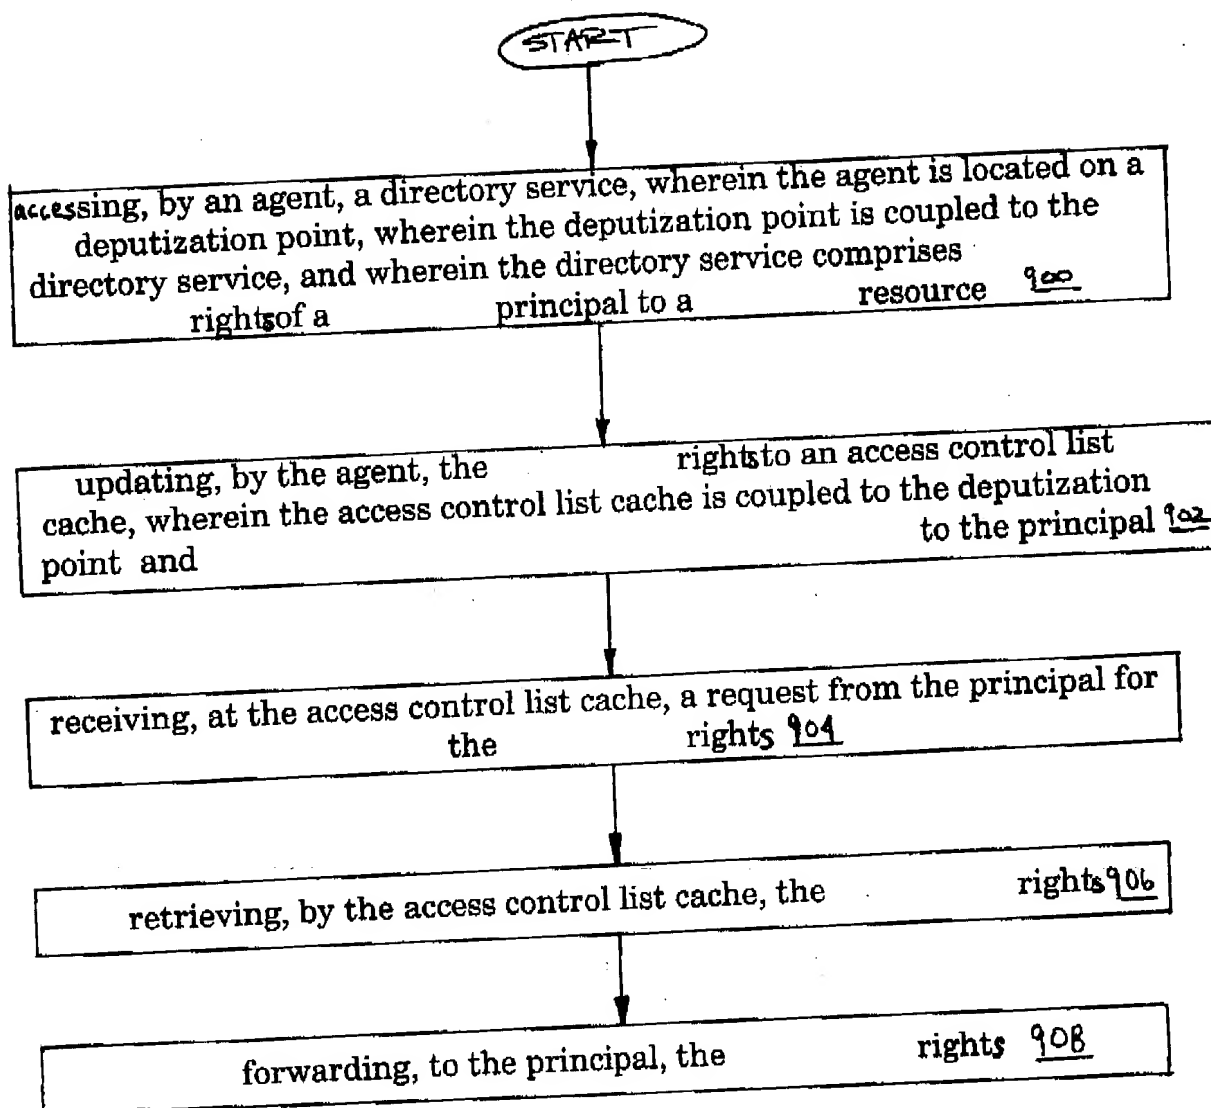 START
accessing, by an agent, a directory service, wherein the agent is located on a
deputization point, wherein the deputization point is coupled to the
directory service, and wherein the directory service comprises
rights of a principal to a resource 900
updating, by the agent, the rights to an access control list
cache, wherein the access control list cache is coupled to the deputization
point and to the principal 902
receiving, at the access control list cache, a request from the principal for
the rights 904
retrieving, by the access control list cache, the rights 906
forwarding, to the principal, the rights 908